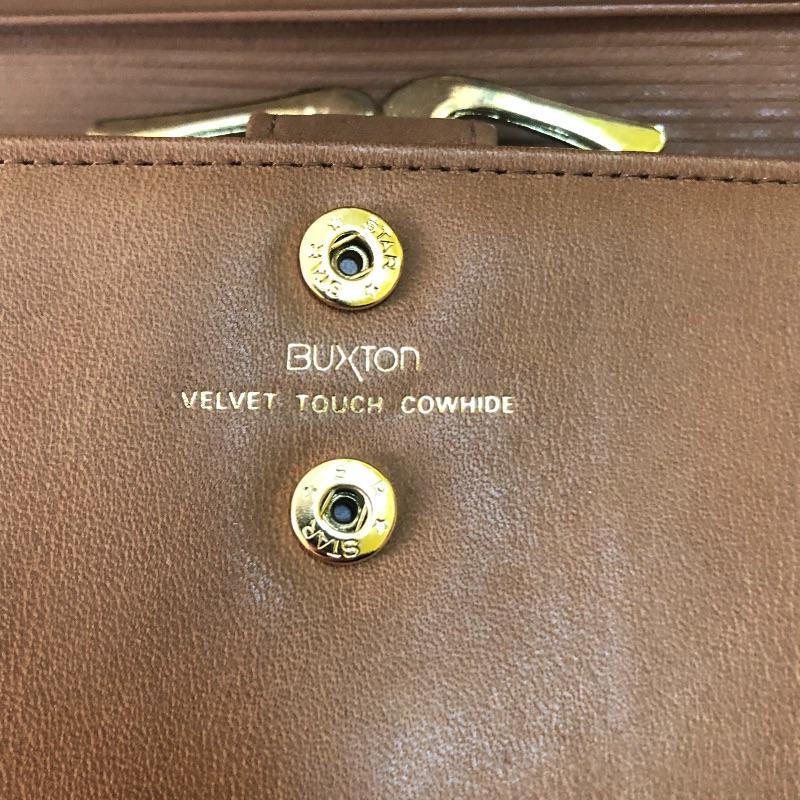 STAR ★ STAR ★
BUXTON
VELVET TOUCH COWHIDE
STAR